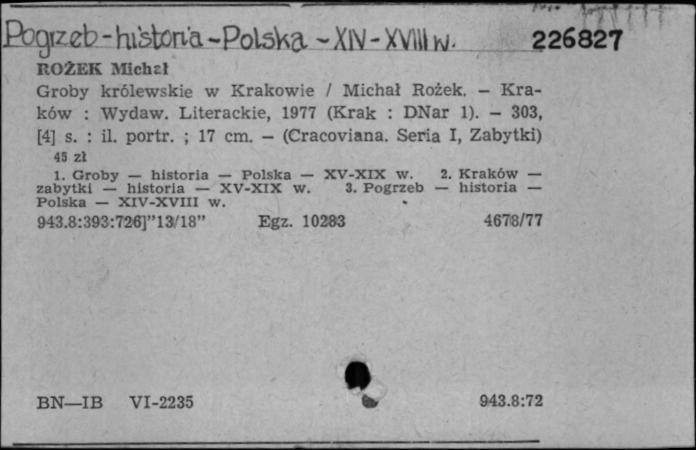 Pogrzeb - historia - Polska - XIV - XVIII w. 226827
ROŻEK Michał
Groby królewskie w Krakowie / Michał Rożek. — Kra-
ków : Wydaw. Literackie, 1977 (Krak : DNar 1). — 303,
[4] s. : il. portr. ; 17 cm. — (Cracoviana. Seria I, Zabytki)
45 zł
1. Groby — historia — Polska — XV-XIX w. 2. Kraków —
zabytki — historia — XV-XIX w. 3. Pogrzeb — historia —
Polska — XIV-XVIII w.
943.8:393:726]"13/18" Egz. 10283 4678/77
BN—IB VI-2235 943.8:72